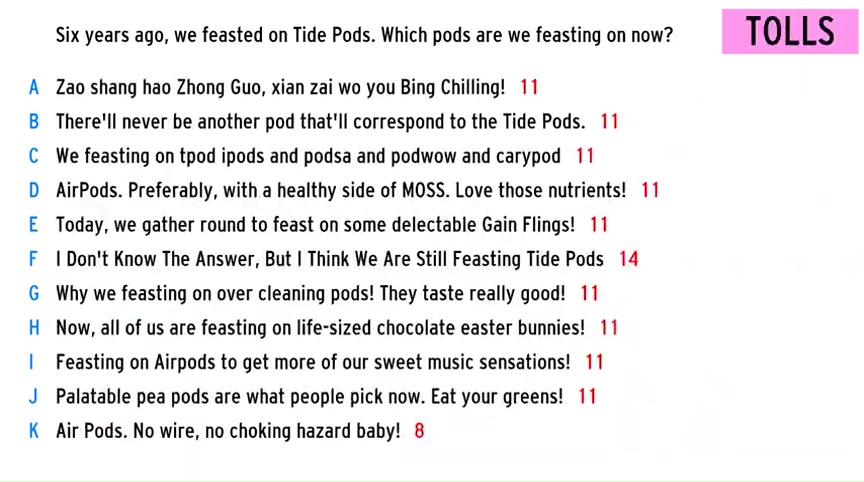 Six years ago, we feasted on Tide Pods. Which pods are we feasting on now?
TOLLS
A Zao shang hao Zhong Guo, xian zai wo you Bing Chilling! 11
B There'll never be another pod that'll correspond to the Tide Pods. 11
C We feasting on tpod ipods and podsa and podwow and carypod 11
D AirPods. Preferably, with a healthy side of MOSS. Love those nutrients! 11
E Today, we gather round to feast on some delectable Gain Flings! 11
F I Don't Know The Answer, But I Think We Are Still Feasting Tide Pods 14
G Why we feasting on over cleaning pods! They taste really good! 11
H Now, all of us are feasting on life-sized chocolate easter bunnies! 11
I Feasting on Airpods to get more of our sweet music sensations! 11
J Palatable pea pods are what people pick now. Eat your greens! 11
K Air Pods. No wire, no choking hazard baby! 8